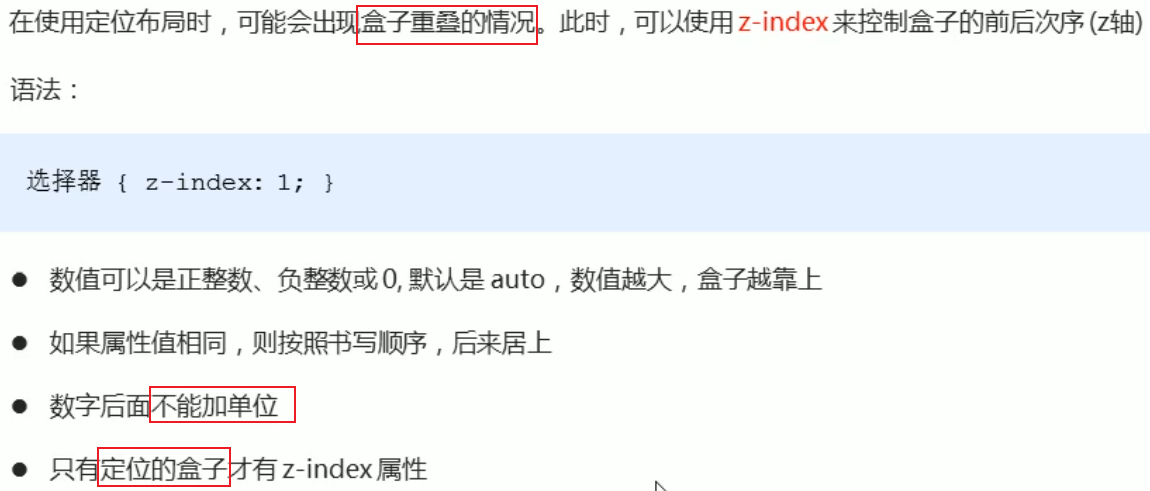 在使用定位布局时，可能会出现盒子重叠的情况。此时，可以使用 z-index 来控制盒子的前后次序 (z轴)
语法：
选择器 { z-index: 1; }
● 数值可以是正整数、负整数或 0, 默认是 auto，数值越大，盒子越靠上
● 如果属性值相同，则按照书写顺序，后来居上
● 数字后面不能加单位
● 只有定位的盒子才有 z-index 属性